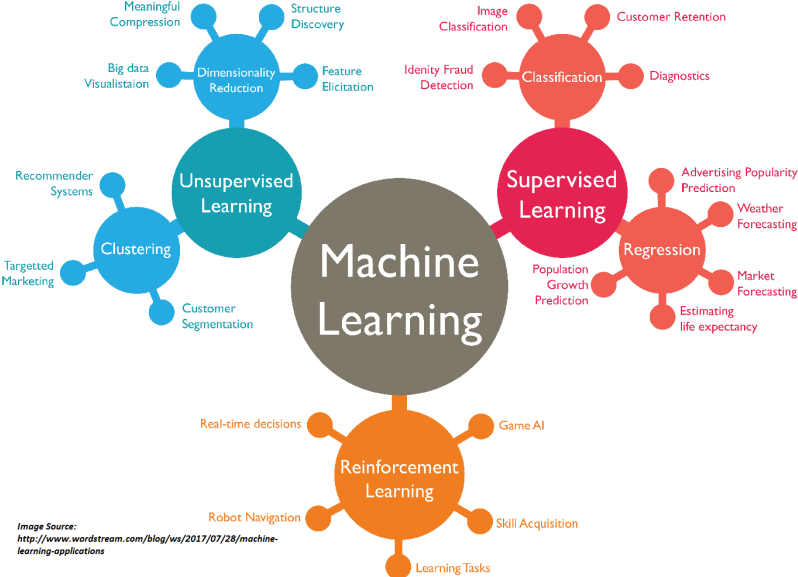 Machine
Learning
Unsupervised
Learning
Dimensionality
Reduction
Meaningful
Compression
Structure
Discovery
Big data
Visualistaion
Feature
Elicitation
Clustering
Recommender
Systems
Targetted
Marketing
Customer
Segmentation
Supervised
Learning
Classification
Image
Classification
Customer Retention
Idenity Fraud
Detection
Diagnostics
Regression
Advertising Popularity
Prediction
Weather
Forecasting
Population
Growth
Prediction
Market
Forecasting
Estimating
life expectancy
Reinforcement
Learning
Real-time decisions
Game AI
Robot Navigation
Skill Acquisition
Learning Tasks
Image Source:
http://www.wordstream.com/blog/ws/2017/07/28/machine-
learning-applications